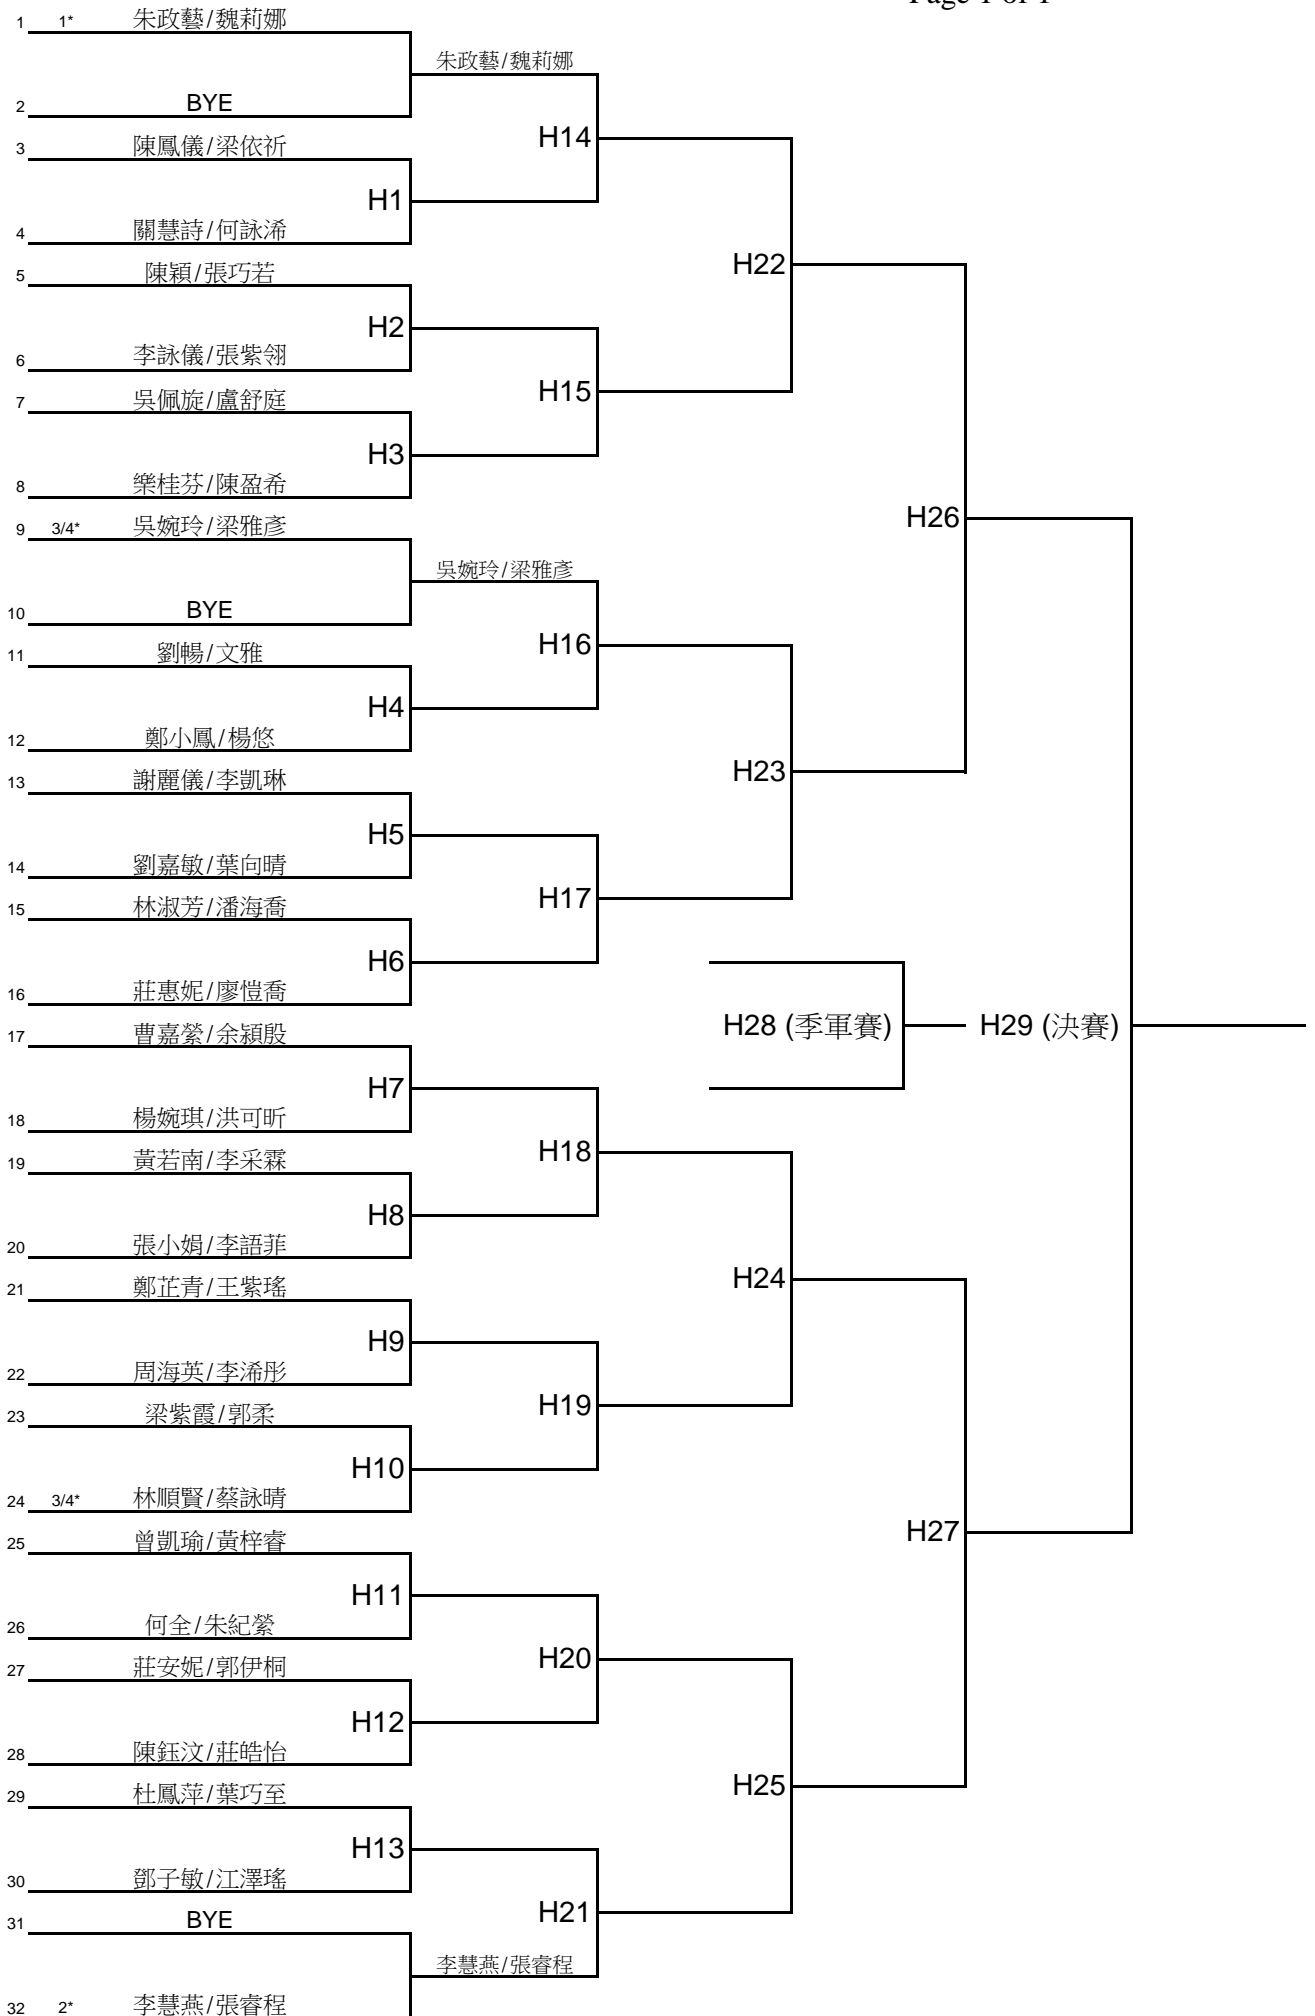 Page 1 of 1
1 1* 朱政藝/魏莉娜
朱政藝/魏莉娜
2 BYE
H14
3 陳鳳儀/梁依祈
H1
4 關慧詩/何詠浠
H22
5 陳穎/張巧若
H2
6 李詠儀/張紫翎
H15
7 吳佩旋/盧舒庭
H3
8 樂桂芬/陳盈希
H26
9 3/4* 吳婉玲/梁雅彥
吳婉玲/梁雅彥
10 BYE
H16
11 劉暢/文雅
H4
12 鄭小鳳/楊悠
H23
13 謝麗儀/李凱琳
H5
14 劉嘉敏/葉向晴
H17
15 林淑芳/潘海喬
H6
16 莊惠妮/廖愷喬
H28 (季軍賽) H29 (決賽)
17 曹嘉縈/余潁殷
H7
18 楊婉琪/洪可昕
H18
19 黃若南/李采霖
H8
20 張小娟/李語菲
H24
21 鄭芷青/王紫瑤
H9
22 周海英/李浠彤
H19
23 梁紫霞/郭柔
H10
24 3/4* 林順賢/蔡詠晴
H27
25 曾凱瑜/黃梓睿
H11
26 何全/朱紀縈
H20
27 莊安妮/郭伊桐
H12
28 陳鈺汶/莊皓怡
H25
29 杜鳳萍/葉巧至
H13
30 鄧子敏/江澤瑤
H21
31 BYE
李慧燕/張睿程
32 2* 李慧燕/張睿程